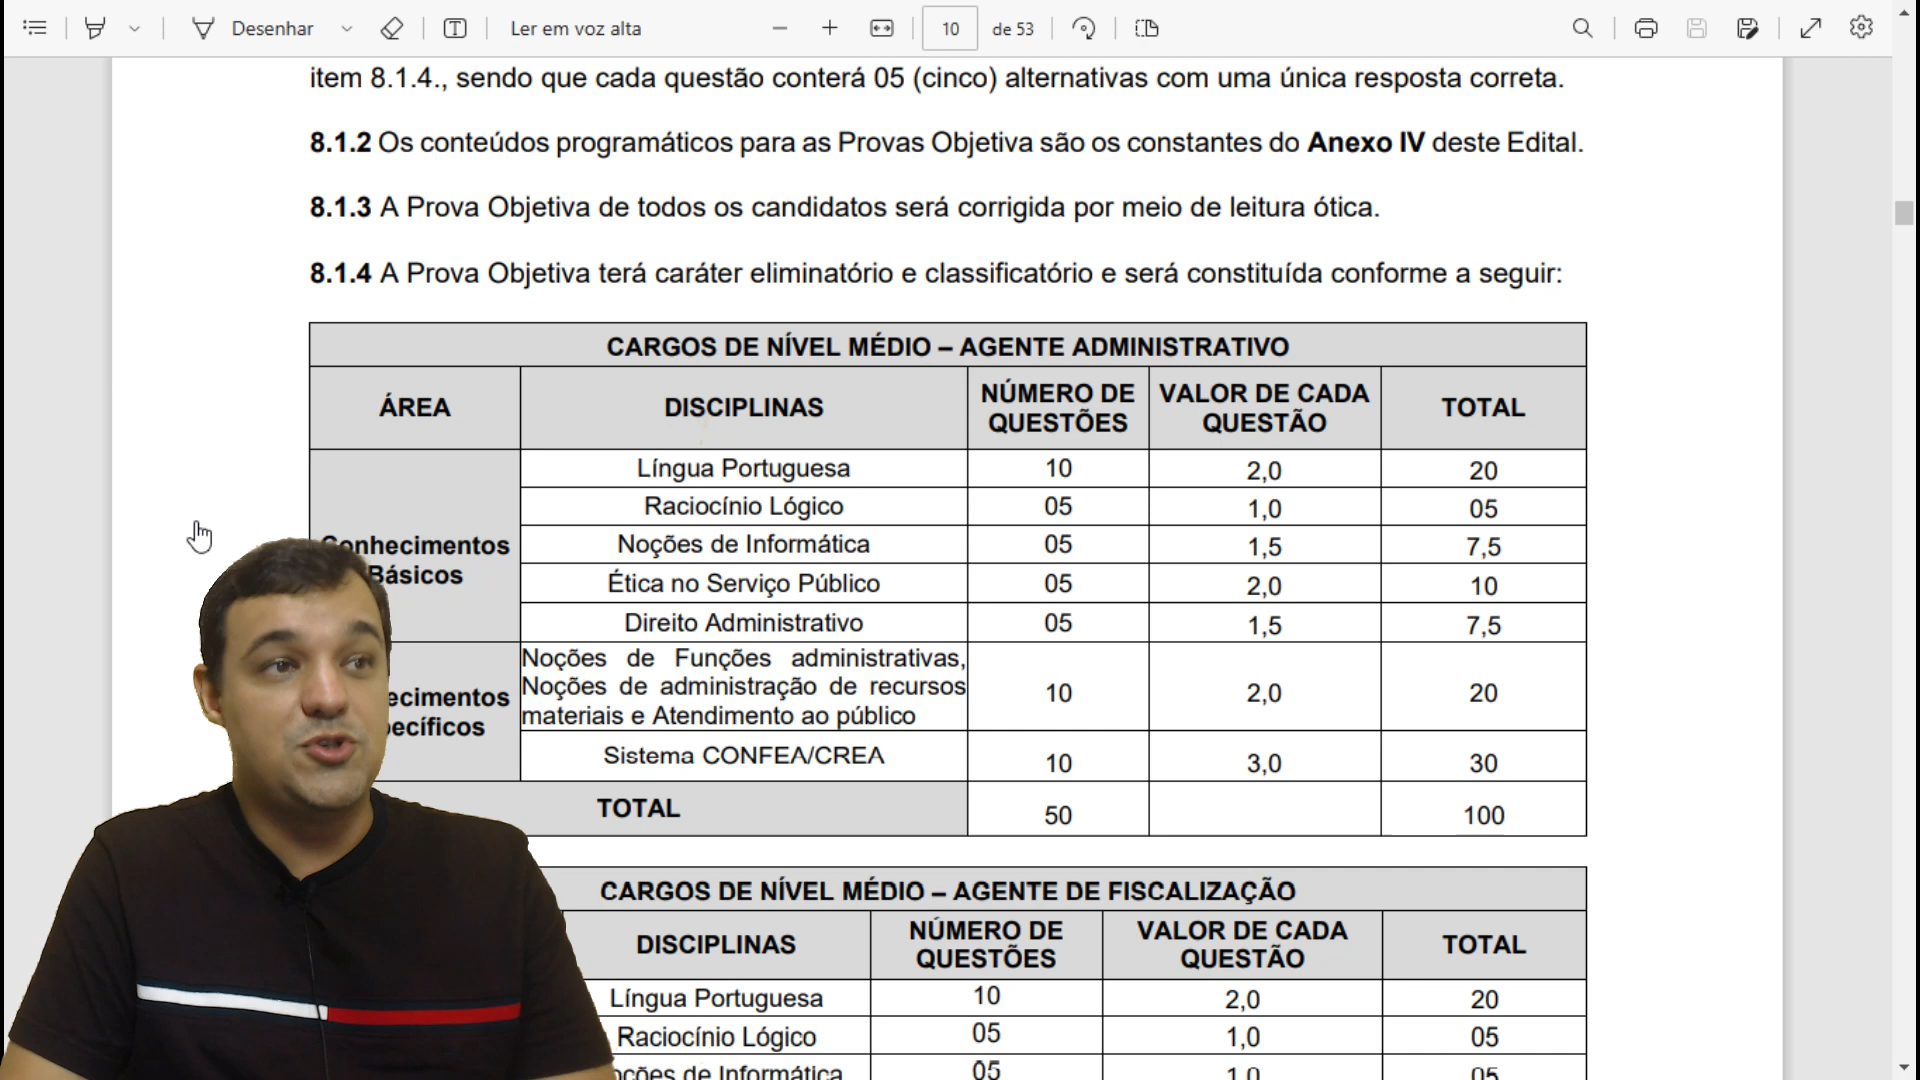 Desenhar
Ler em voz alta
10 de 53
item 8.1.4., sendo que cada questão conterá 05 (cinco) alternativas com uma única resposta correta.
8.1.2 Os conteúdos programáticos para as Provas Objetiva são os constantes do Anexo IV deste Edital.
8.1.3 A Prova Objetiva de todos os candidatos será corrigida por meio de leitura ótica.
8.1.4 A Prova Objetiva terá caráter eliminatório e classificatório e será constituída conforme a seguir:
CARGOS DE NÍVEL MÉDIO – AGENTE ADMINISTRATIVO
ÁREA DISCIPLINAS NÚMERO DE QUESTÕES VALOR DE CADA QUESTÃO TOTAL
Conhecimentos Básicos
Língua Portuguesa 10 2,0 20
Raciocínio Lógico 05 1,0 05
Noções de Informática 05 1,5 7,5
Ética no Serviço Público 05 2,0 10
Direito Administrativo 05 1,5 7,5
ecimentos
ecíficos
Noções de Funções administrativas,
Noções de administração de recursos
materiais e Atendimento ao público 10 2,0 20
Sistema CONFEA/CREA 10 3,0 30
TOTAL 50 100
CARGOS DE NÍVEL MÉDIO – AGENTE DE FISCALIZAÇÃO
DISCIPLINAS NÚMERO DE QUESTÕES VALOR DE CADA QUESTÃO TOTAL
Língua Portuguesa 10 2,0 20
Raciocínio Lógico 05 1,0 05
oções de Informática 05 1,0 05